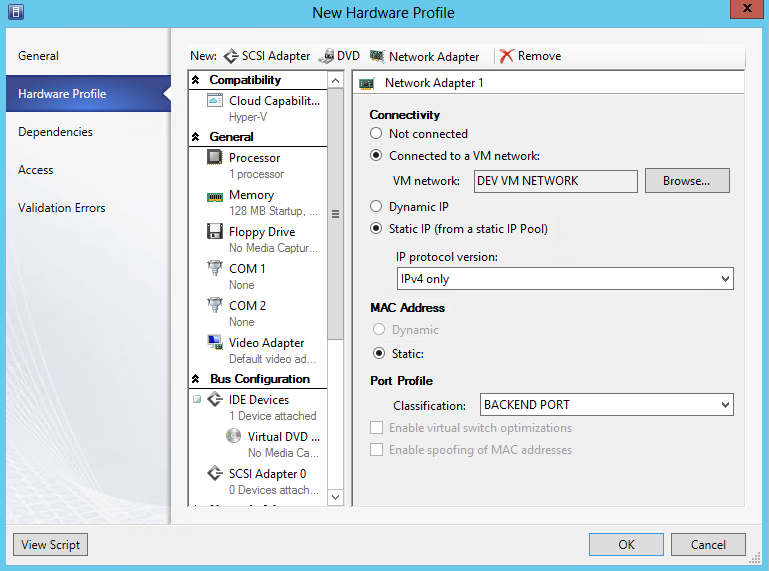 New Hardware Profile
General
Hardware Profile
Dependencies
Access
Validation Errors
New: SCSI Adapter DVD Network Adapter Remove
Compatibility
Cloud Capabilit...
Hyper-V
General
Processor
1 processor
Memory
128 MB Startup, ...
Floppy Drive
No Media Captur...
COM 1
None
COM 2
None
Video Adapter
Default video ad...
Bus Configuration
IDE Devices
1 Device attached
Virtual DVD ...
No Media Ca...
SCSI Adapter 0
0 Devices attach...
Network Adapter 1
Connectivity
Not connected
Connected to a VM network:
VM network: DEV VM NETWORK Browse...
Dynamic IP
Static IP (from a static IP Pool)
IP protocol version:
IPv4 only
MAC Address
Dynamic
Static:
Port Profile
Classification: BACKEND PORT
Enable virtual switch optimizations
Enable spoofing of MAC addresses
View Script OK Cancel